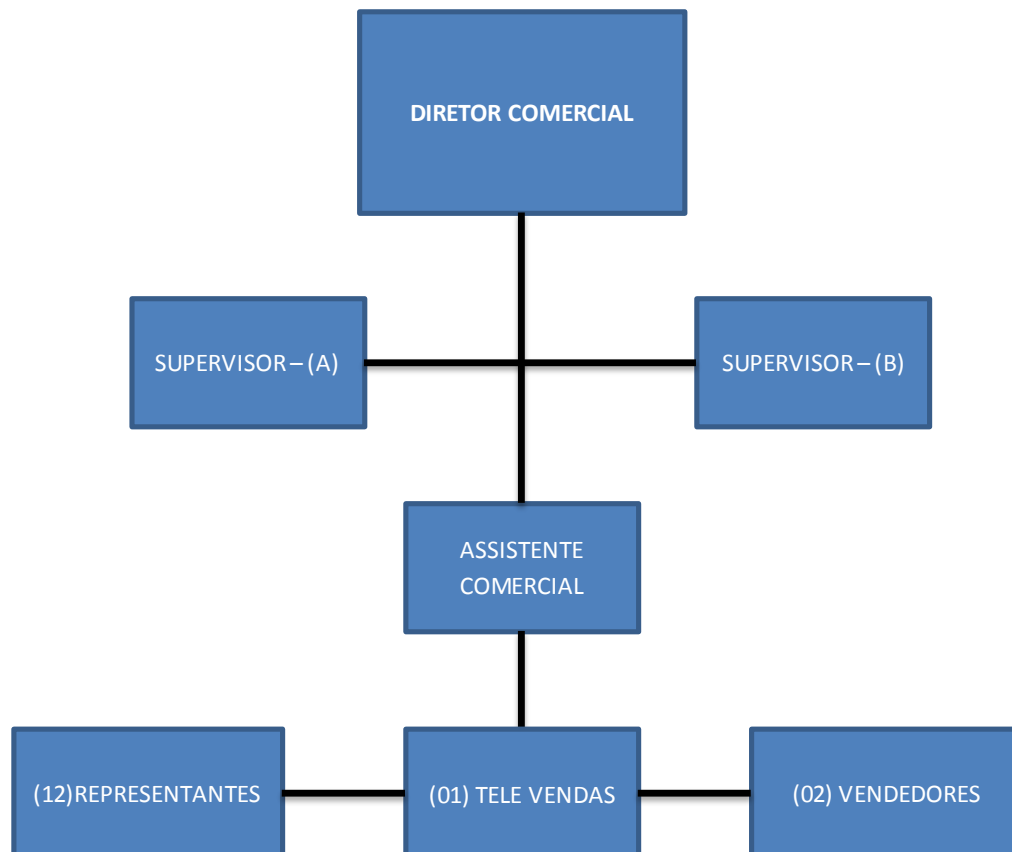 DIRETOR COMERCIAL
SUPERVISOR – (A)
SUPERVISOR – (B)
ASSISTENTE
COMERCIAL
(12)REPRESENTANTES
(01) TELE VENDAS
(02) VENDEDORES